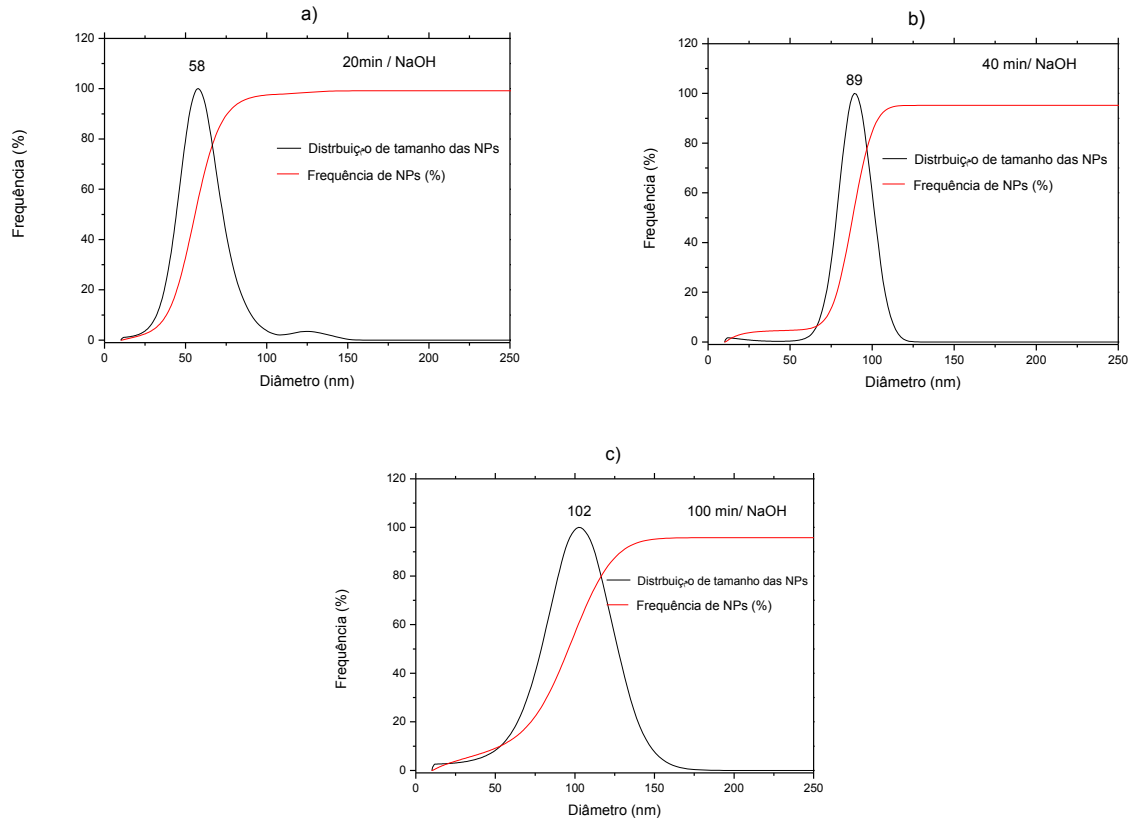 a)
120
100
80
60
40
20
0
0
50
100
150
200
250
Frequência (%)
Diâmetro (nm)
58
20min / NaOH
Distrbuiç•o de tamanho das NPs
Frequência de NPs (%)
b)
120
100
80
60
40
20
0
0
50
100
150
200
250
Frequência (%)
Diâmetro (nm)
89
40 min/ NaOH
Distrbuiç•o de tamanho das NPs
Frequência de NPs (%)
c)
120
100
80
60
40
20
0
0
50
100
150
200
250
Frequência (%)
Diâmetro (nm)
102
100 min/ NaOH
Distrbuiç•o de tamanho das NPs
Frequência de NPs (%)